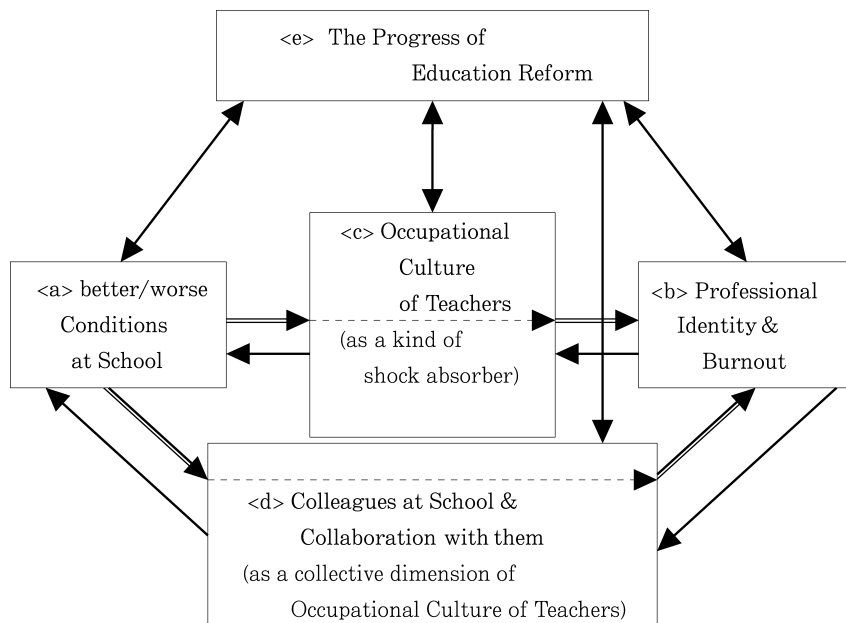 <e> The Progress of
Education Reform
<c> Occupational
Culture
of Teachers
(as a kind of
shock absorber)
<a> better/worse
Conditions
at School
<b> Professional
Identity &
Burnout
<d> Colleagues at School &
Collaboration with them
(as a collective dimension of
Occupational Culture of Teachers)